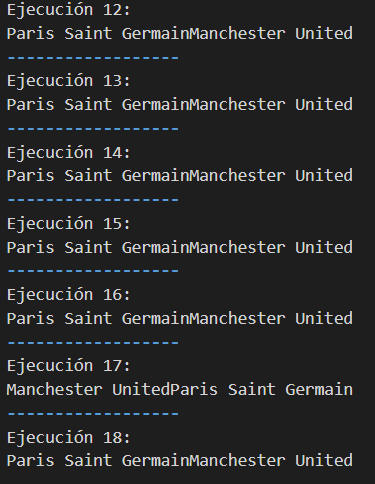 Ejecución 12:
Paris Saint GermainManchester United
------------------
Ejecución 13:
Paris Saint GermainManchester United
------------------
Ejecución 14:
Paris Saint GermainManchester United
------------------
Ejecución 15:
Paris Saint GermainManchester United
------------------
Ejecución 16:
Paris Saint GermainManchester United
------------------
Ejecución 17:
Manchester UnitedParis Saint Germain
------------------
Ejecución 18:
Paris Saint GermainManchester United